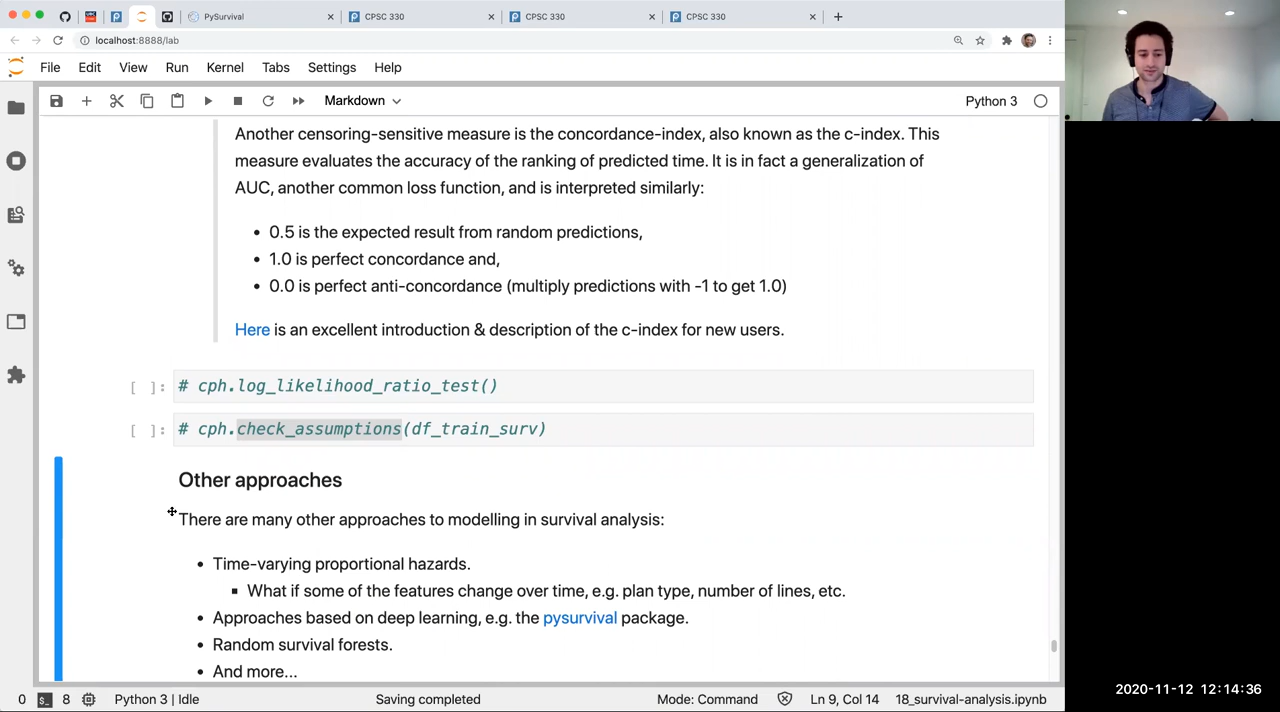 PySurvival
CPSC 330
CPSC 330
CPSC 330
localhost:8888/lab
File Edit View Run Kernel Tabs Settings Help
Markdown
Python 3
Another censoring-sensitive measure is the concordance-index, also known as the c-index. This
measure evaluates the accuracy of the ranking of predicted time. It is in fact a generalization of
AUC, another common loss function, and is interpreted similarly:
• 0.5 is the expected result from random predictions,
• 1.0 is perfect concordance and,
• 0.0 is perfect anti-concordance (multiply predictions with -1 to get 1.0)
Here is an excellent introduction & description of the c-index for new users.
[ ]: # cph.log_likelihood_ratio_test()
[ ]: # cph.check_assumptions(df_train_surv)
Other approaches
There are many other approaches to modelling in survival analysis:
• Time-varying proportional hazards.
▪ What if some of the features change over time, e.g. plan type, number of lines, etc.
• Approaches based on deep learning, e.g. the pysurvival package.
• Random survival forests.
• And more...
0 8 Python 3 | Idle Saving completed Mode: Command Ln 9, Col 14 18_survival-analysis.ipynb
2020-11-12 12:14:36